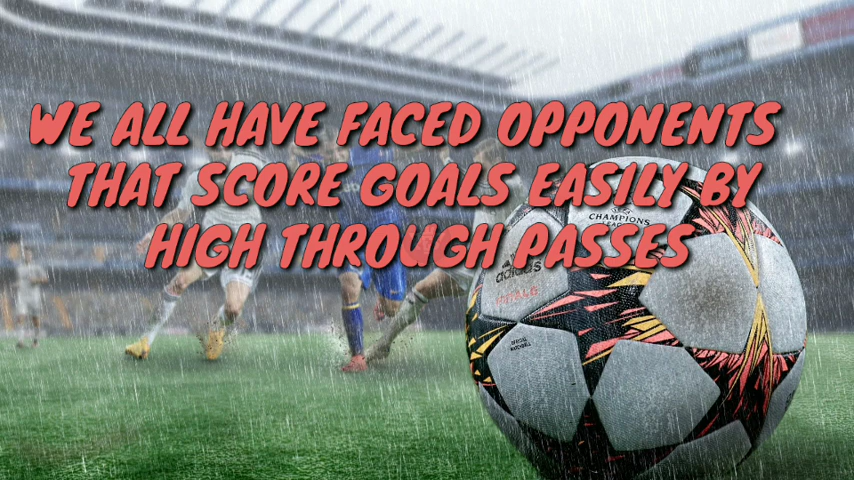 WE ALL HAVE FACED OPPONENTS
THAT SCORE GOALS EASILY BY
HIGH THROUGH PASSES
CHAMPIONS
adidas